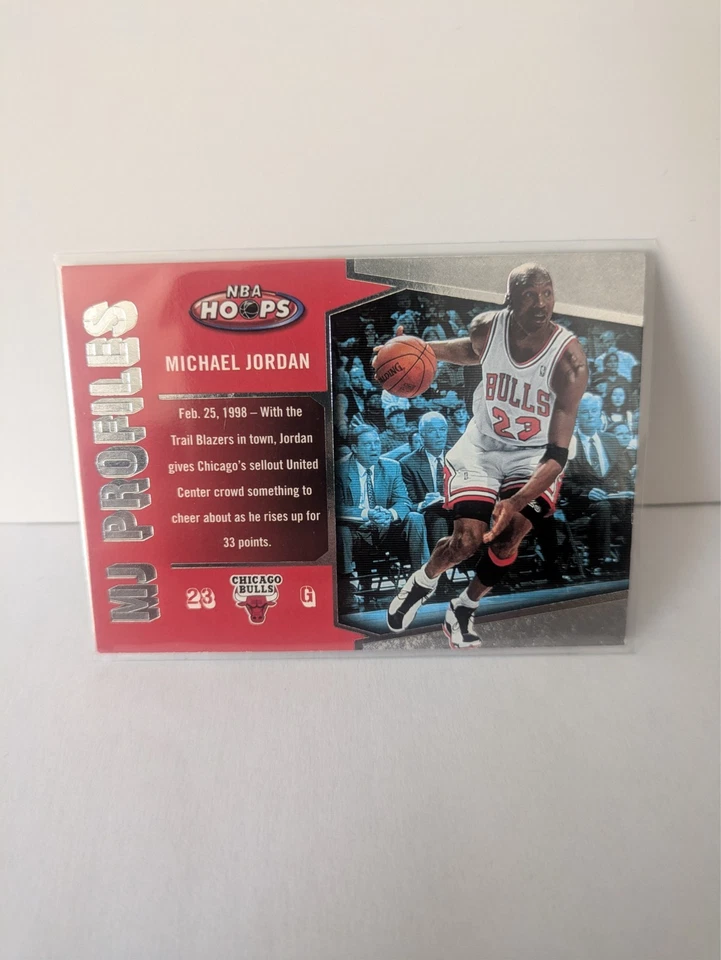 MJ PROFILES
NBA
HOOPS
MICHAEL JORDAN
Feb. 25, 1998 – With the
Trail Blazers in town, Jordan
gives Chicago's sellout United
Center crowd something to
cheer about as he rises up for
33 points.
23
CHICAGO
BULLS
G
SPALDING
BULLS
23